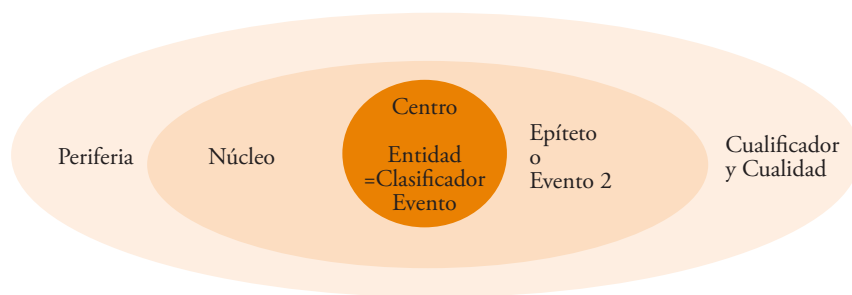 Periferia
Núcleo
Centro
Entidad
=Clasificador
Evento
Epíteto
o
Evento 2
Cualificador
y Cualidad